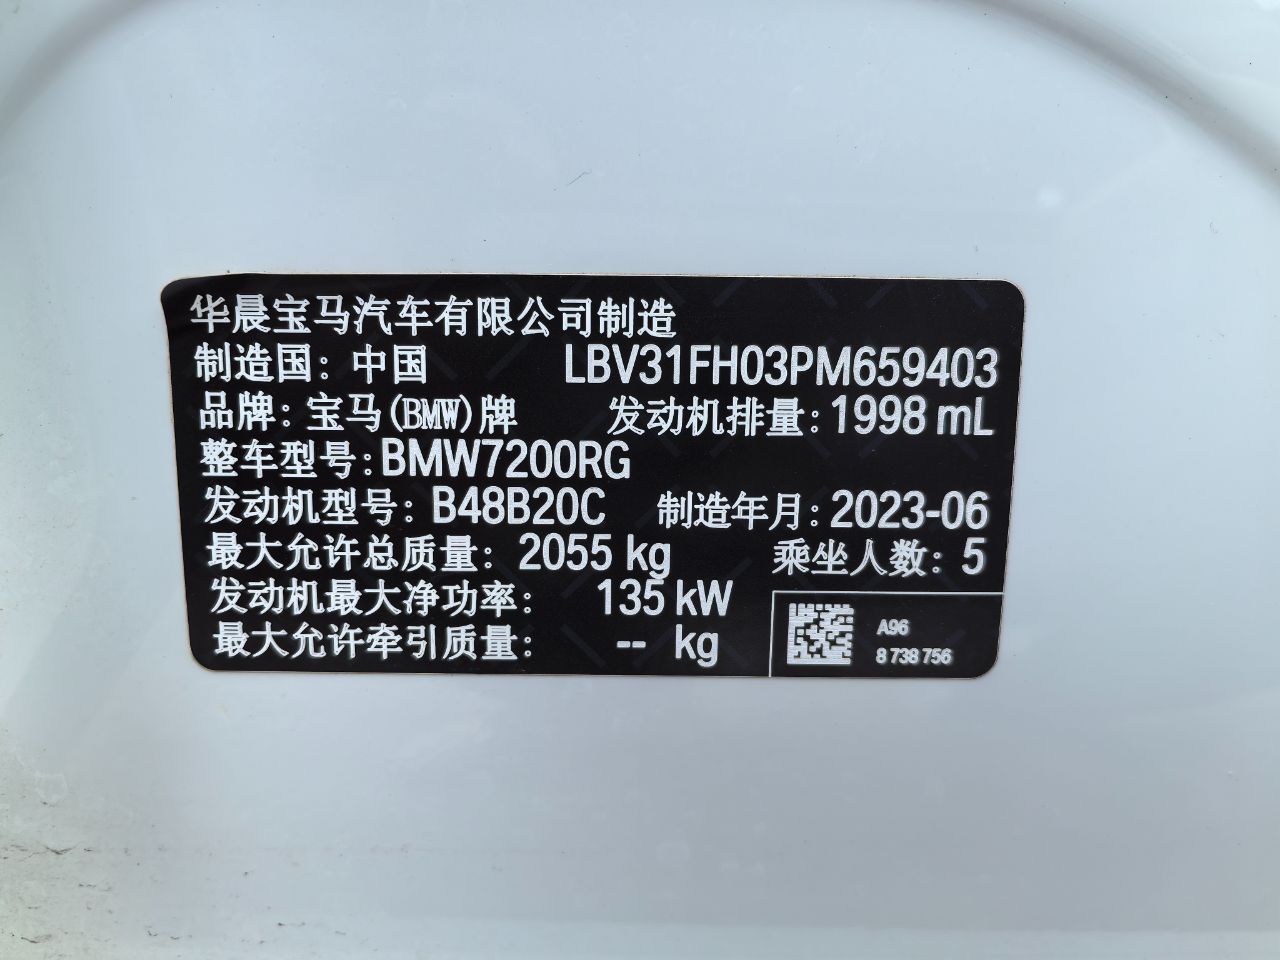 华晨宝马汽车有限公司制造
制造国：中国 LBV31FH03PM659403
品牌：宝马(BMW)牌 发动机排量：1998 mL
整车型号：BMW7200RG
发动机型号：B48B20C 制造年月：2023-06
最大允许总质量：2055 kg 乘坐人数：5
发动机最大净功率：135 kW
最大允许牵引质量：-- kg
A96
8 738 756